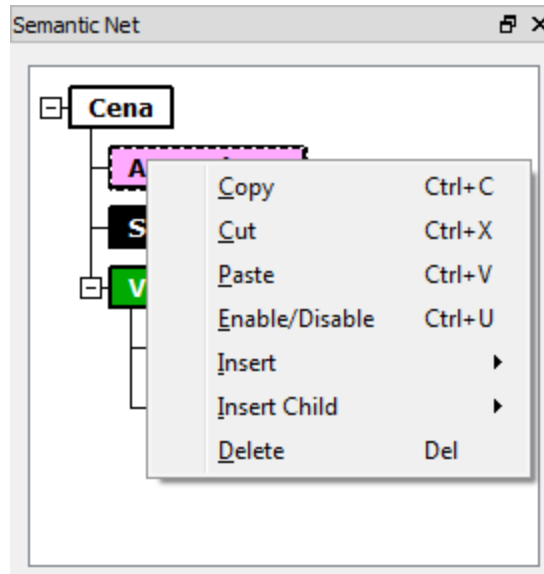 Semantic Net
Cena
Copy Ctrl+C
Cut Ctrl+X
Paste Ctrl+V
Enable/Disable Ctrl+U
Insert
Insert Child
Delete Del